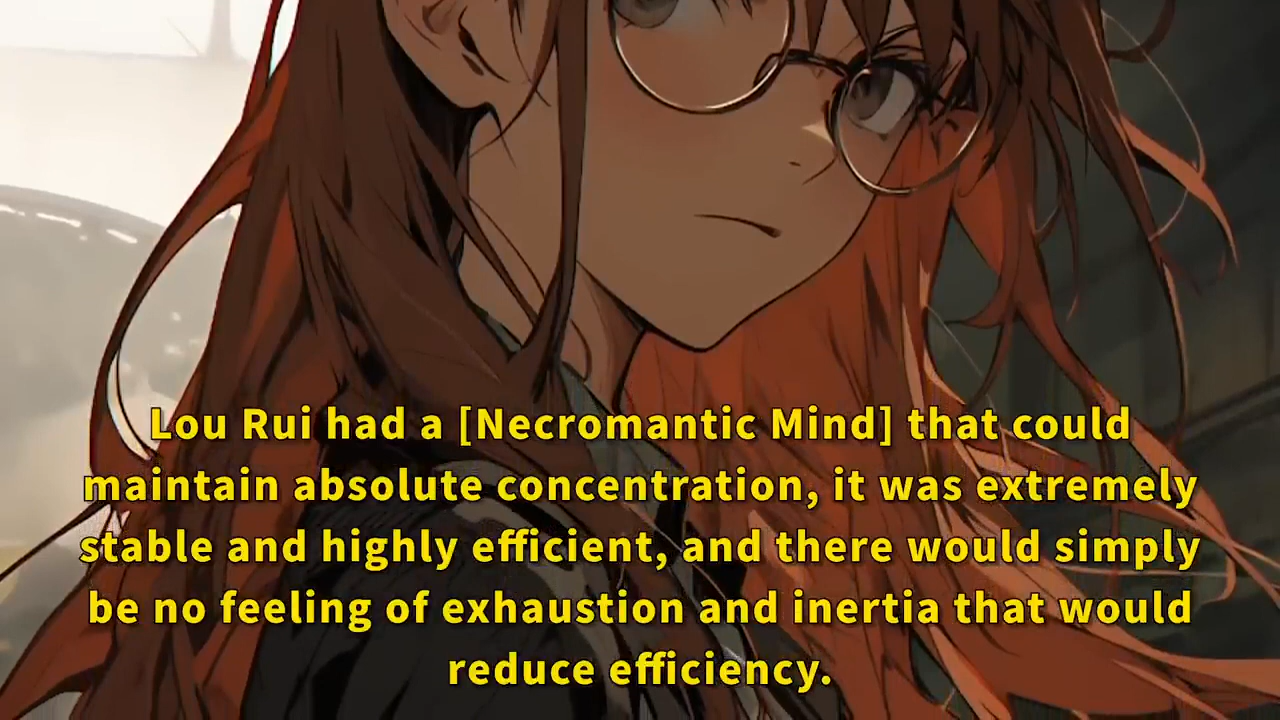 Lou Rui had a [Necromantic Mind] that could
maintain absolute concentration, it was extremely
stable and highly efficient, and there would simply
be no feeling of exhaustion and inertia that would
reduce efficiency.